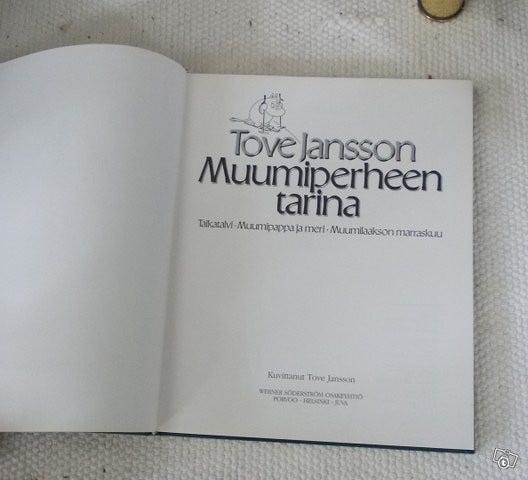 Tove Jansson
Muumiperheen
tarina
Taikatalvi • Muumipappa ja meri • Muumilaakson marraskuu
Kuvittanut Tove Jansson
WERNER SÖDERSTRÖM OSAKEYHTIÖ
PORVOO • HELSINKI • JUVA